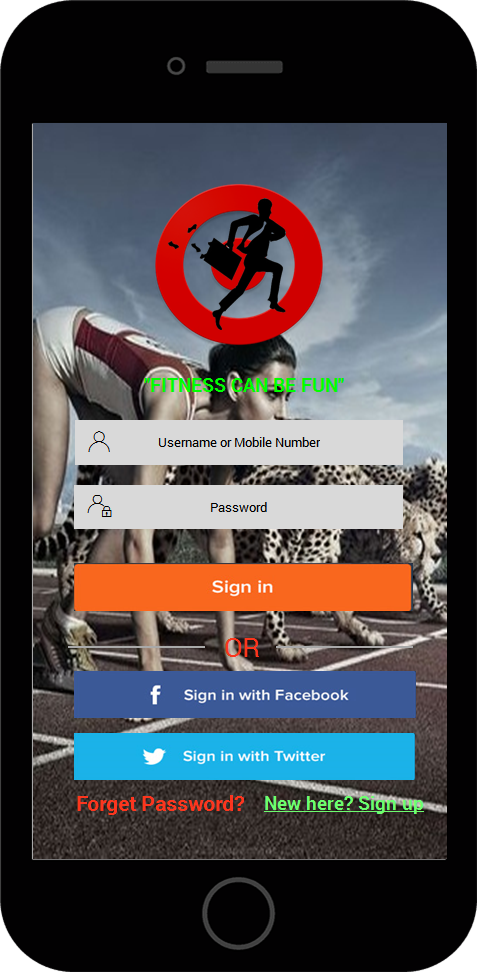 "FITNESS CAN BE FUN"
Username or Mobile Number
Password
Sign in
OR
Sign in with Facebook
Sign in with Twitter
Forget Password? New here? Sign up